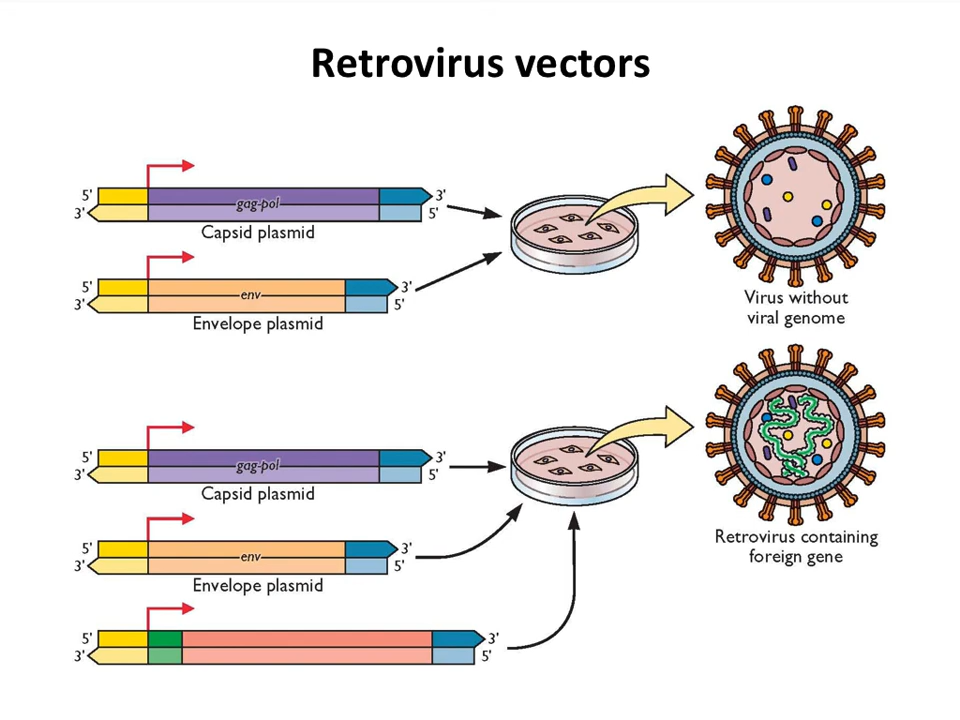 Retrovirus vectors
5' gag-pol 3'
3' 5'
Capsid plasmid
5' env 3'
3' 5'
Envelope plasmid
Virus without
viral genome
5' gag-pol 3'
3' 5'
Capsid plasmid
5' env 3'
3' 5'
Envelope plasmid
5' 3'
3' 5'
Retrovirus containing
foreign gene